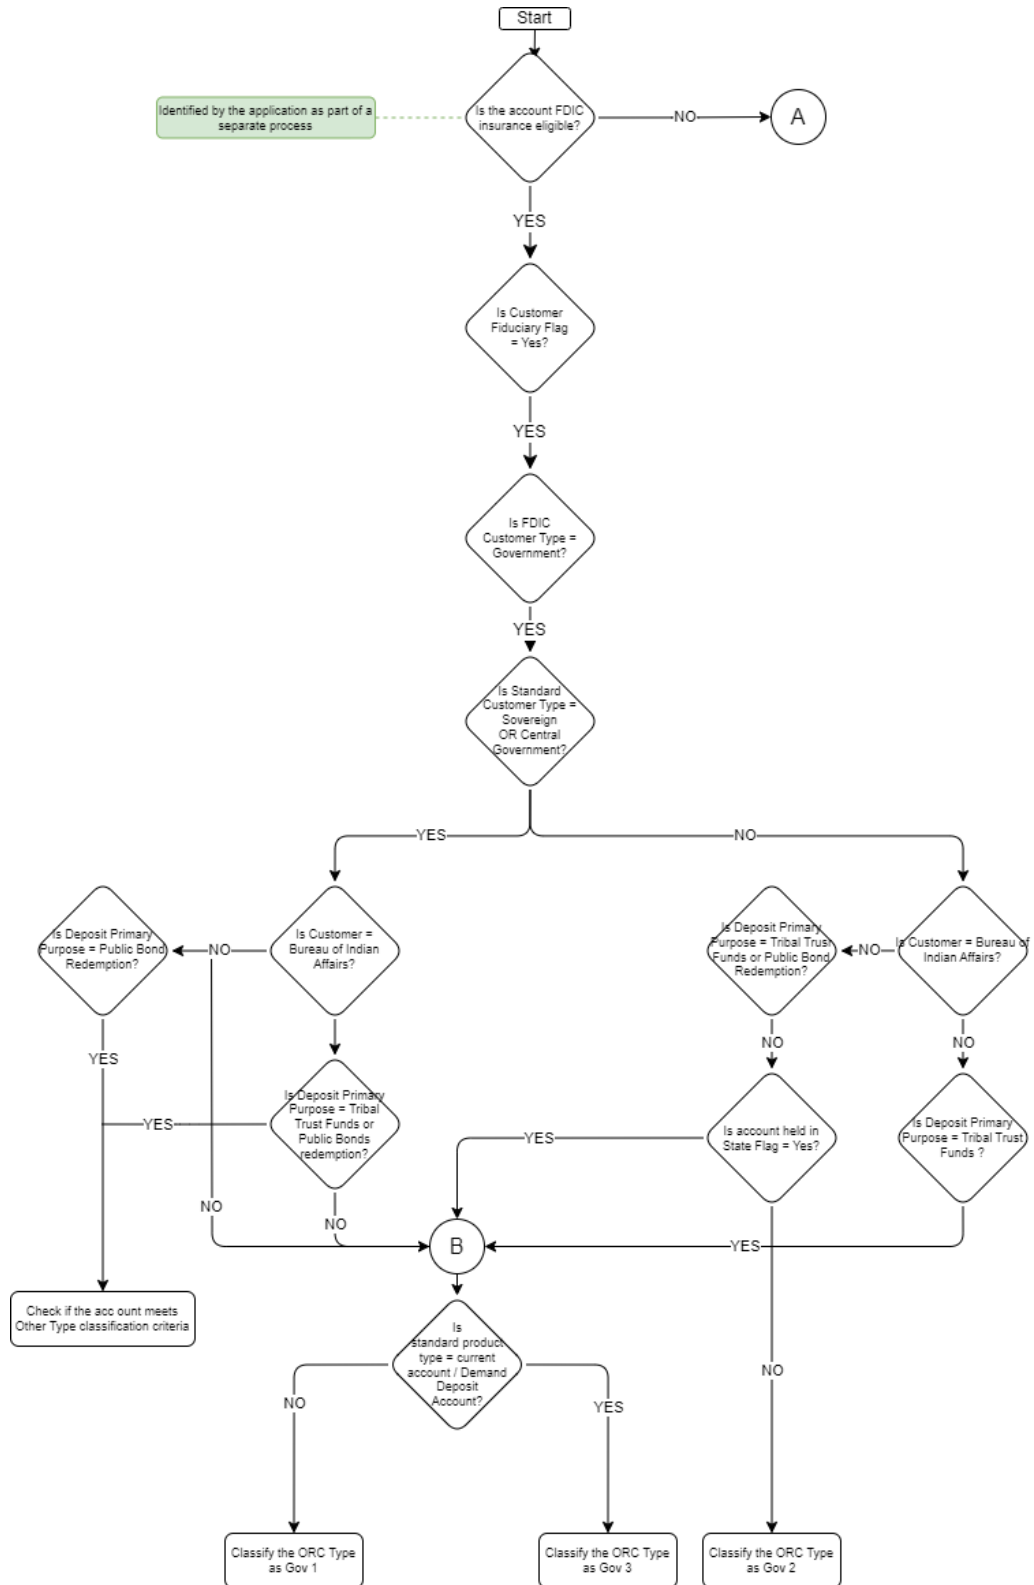 Start
Identified by the application as part of a
separate process
Is the account FDIC
insurance eligible?
NO
A
YES
Is Customer
Fiduciary Flag
= Yes?
YES
Is FDIC
Customer Type =
Government?
YES
Is Standard
Customer Type =
Sovereign
OR Central
Government?
YES
NO
Is Deposit Primary
Purpose = Public Bond
Redemption?
NO
Is Customer =
Bureau of Indian
Affairs?
Is Deposit Primary
Purpose = Tribal Trust
Funds or Public Bond
Redemption?
NO
Is Customer = Bureau of
Indian Affairs?
YES
NO
NO
Is Deposit Primary
Purpose = Tribal
Trust Funds or
Public Bonds
redemption?
YES
YES
Is account held in
State Flag = Yes?
Is Deposit Primary
Purpose = Tribal Trust
Funds ?
NO
NO
B
YES
Check if the acc ount meets
Other Type classification criteria
Is
standard product
type = current
account / Demand
Deposit
Account?
NO
YES
NO
Classify the ORC Type
as Gov 1
Classify the ORC Type
as Gov 3
Classify the ORC Type
as Gov 2